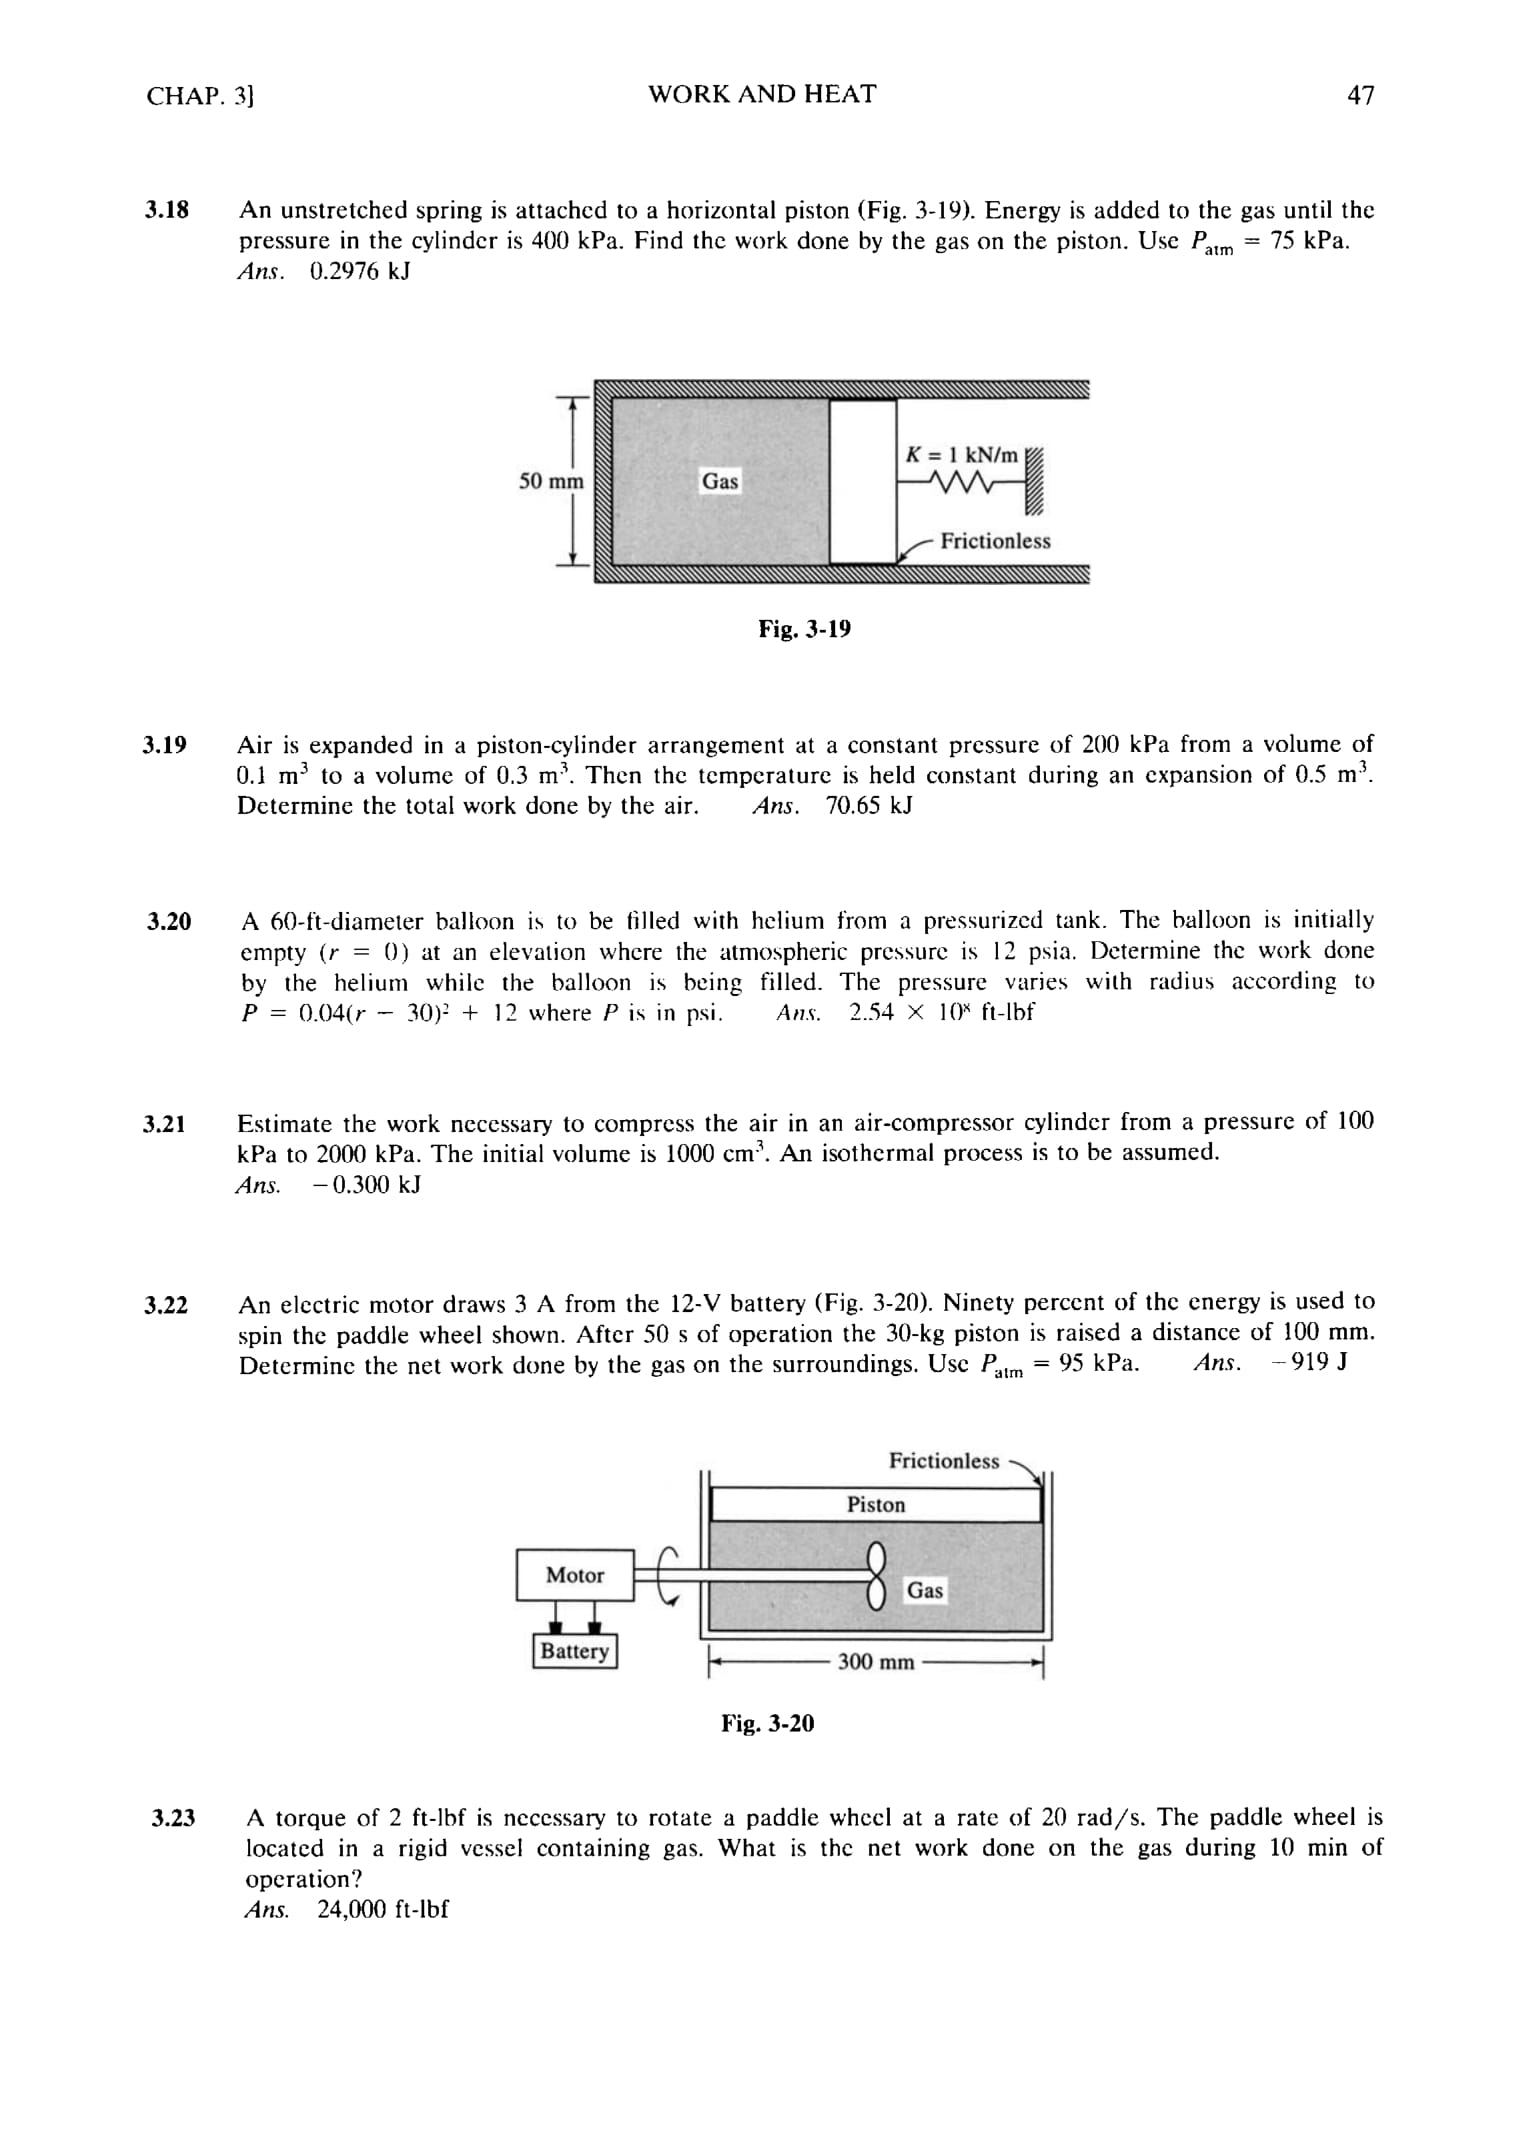 CHAP. 3] WORK AND HEAT 47
3.18 An unstretched spring is attached to a horizontal piston (Fig. 3-19). Energy is added to the gas until the
pressure in the cylinder is 400 kPa. Find the work done by the gas on the piston. Use Patm = 75 kPa.
Ans. 0.2976 kJ
K = 1 kN/m
50 mm
Gas
Frictionless
Fig. 3-19
3.19 Air is expanded in a piston-cylinder arrangement at a constant pressure of 200 kPa from a volume of
0.1 m³ to a volume of 0.3 m³. Then the temperature is held constant during an expansion of 0.5 m³.
Determine the total work done by the air. Ans. 70.65 kJ
3.20 A 60-ft-diameter balloon is to be filled with helium from a pressurized tank. The balloon is initially
empty (r = 0) at an elevation where the atmospheric pressure is 12 psia. Determine the work done
by the helium while the balloon is being filled. The pressure varies with radius according to
P = 0.04(r − 30)² + 12 where P is in psi. Ans. 2.54 × 10⁸ ft-lbf
3.21 Estimate the work necessary to compress the air in an air-compressor cylinder from a pressure of 100
kPa to 2000 kPa. The initial volume is 1000 cm³. An isothermal process is to be assumed.
Ans. −0.300 kJ
3.22 An electric motor draws 3 A from the 12-V battery (Fig. 3-20). Ninety percent of the energy is used to
spin the paddle wheel shown. After 50 s of operation the 30-kg piston is raised a distance of 100 mm.
Determine the net work done by the gas on the surroundings. Use Patm = 95 kPa. Ans. −919 J
Frictionless
Piston
Motor
Gas
Battery
300 mm
Fig. 3-20
3.23 A torque of 2 ft-lbf is necessary to rotate a paddle wheel at a rate of 20 rad/s. The paddle wheel is
located in a rigid vessel containing gas. What is the net work done on the gas during 10 min of
operation?
Ans. 24,000 ft-lbf